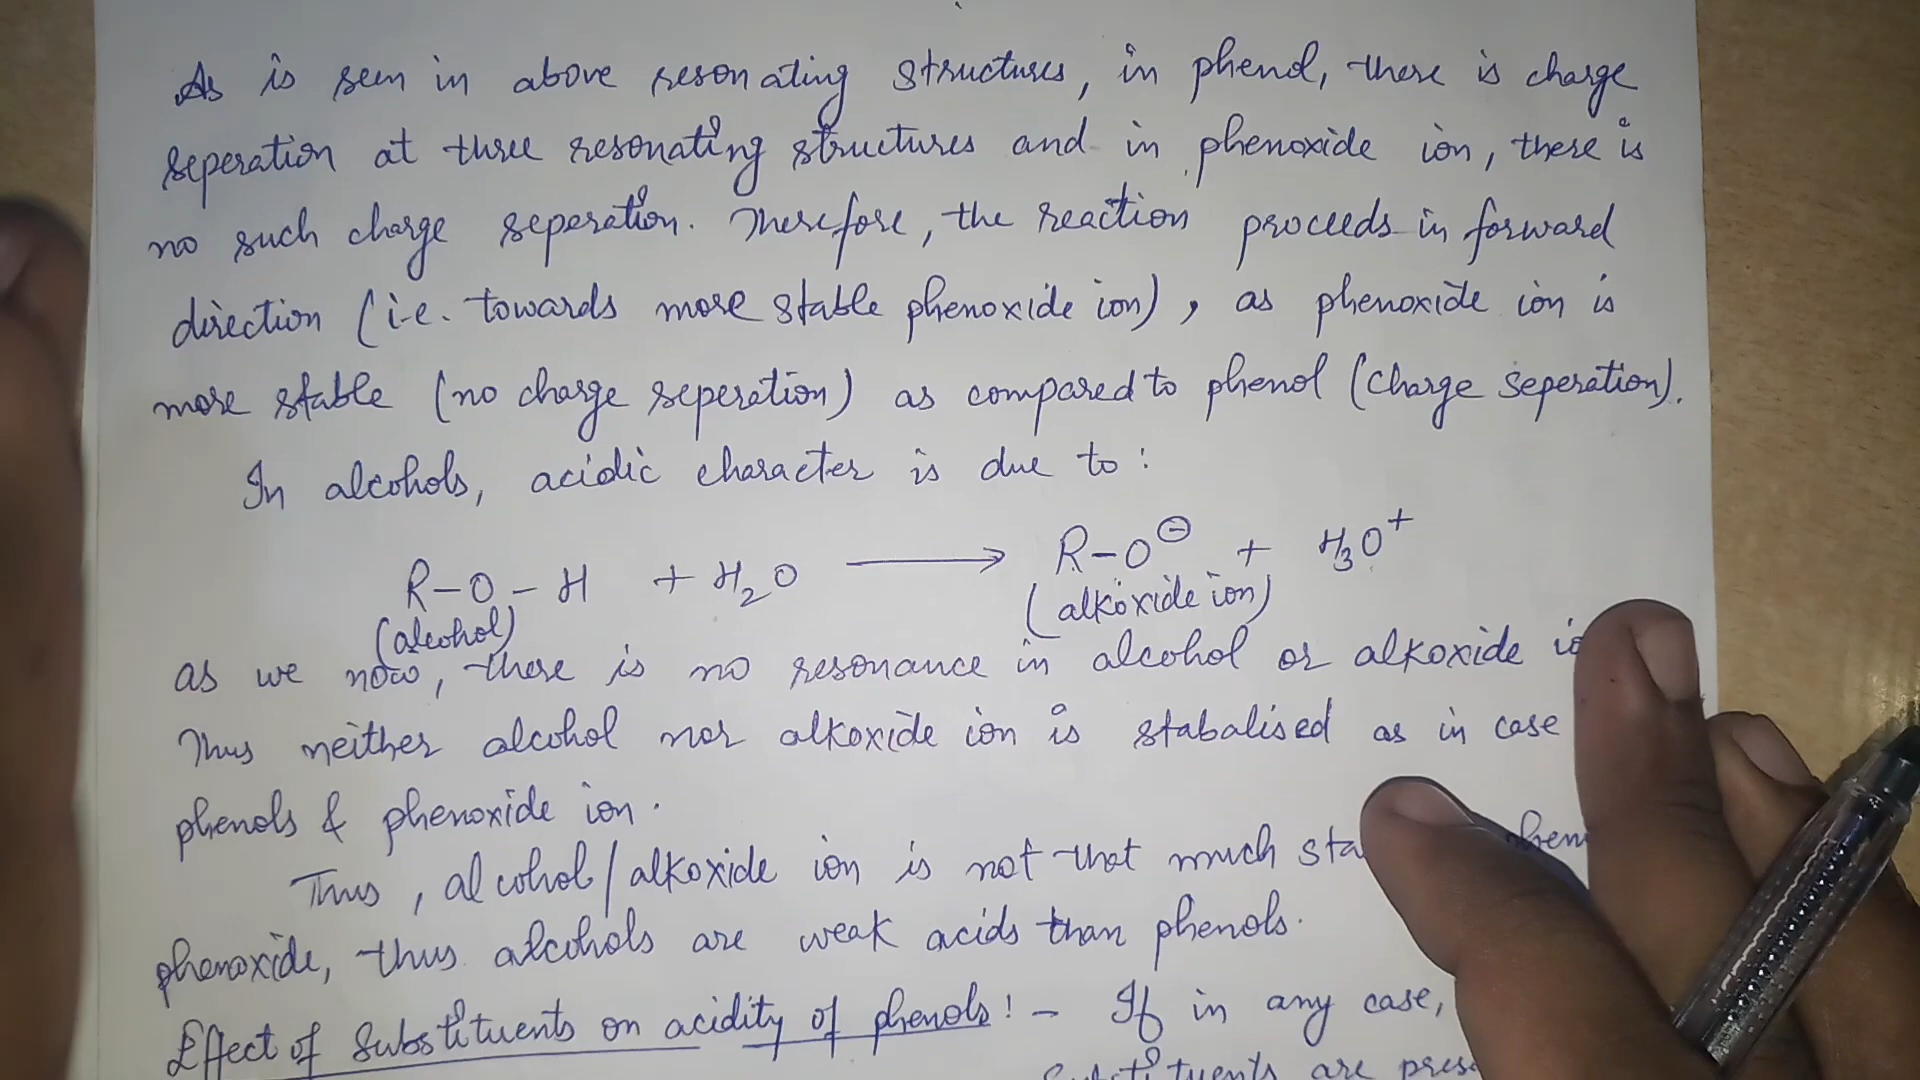 As is seen in above resonating structures, in phenol, there is charge
seperation at three resonating structures and in phenoxide ion, there is
no such charge seperation. Therefore, the reaction proceeds in forward
direction (i.e. towards more stable phenoxide ion), as phenoxide ion is
more stable (no charge seperation) as compared to phenol (Charge Seperation).
In alcohols, acidic character is due to:
R-O-H + H₂O ⟶ R-O⊖ + H₃O⁺
(alcohol) (alkoxide ion)
as we now, there is no resonance in alcohol or alkoxide
Thus neither alcohol nor alkoxide ion is stabalised as in case
phenols & phenoxide ion.
Thus, alcohol/alkoxide ion is not that much
phenoxide, thus alcohols are weak acids than phenols.
Effect of Substituents on acidity of phenols:- If in any case,
Substituents are